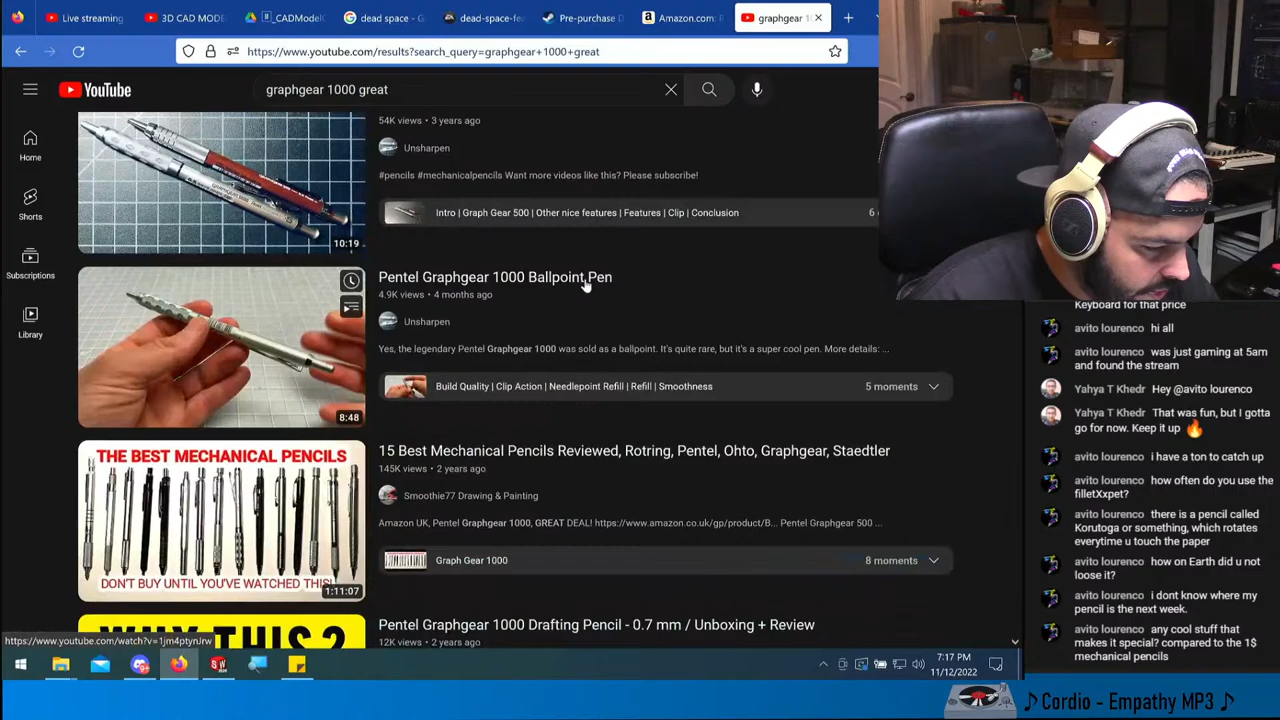 Live streaming
3D CAD MODE
_CADModel
dead space - G
dead-space-fe
Pre-purchase D
Amazon.com: P
graphgear 1
https://www.youtube.com/results?search_query=graphgear+1000+great
YouTube
graphgear 1000 great
Home
Shorts
Subscriptions
Library
54K views • 3 years ago
Unsharpen
#pencils #mechanicalpencils Want more videos like this? Please subscribe!
Intro | Graph Gear 500 | Other nice features | Features | Clip | Conclusion
6
10:19
Pentel Graphgear 1000 Ballpoint Pen
4.9K views • 4 months ago
Unsharpen
Yes, the legendary Pentel Graphgear 1000 was sold as a ballpoint. It's quite rare, but it's a super cool pen. More details: ...
Build Quality | Clip Action | Needlepoint Refill | Refill | Smoothness
5 moments
8:48
THE BEST MECHANICAL PENCILS
DON'T BUY UNTIL YOU'VE WATCHED THIS!
1:11:07
15 Best Mechanical Pencils Reviewed, Rotring, Pentel, Ohto, Graphgear, Staedtler
145K views • 2 years ago
Smoothie77 Drawing & Painting
Amazon UK, Pentel Graphgear 1000, GREAT DEAL! https://www.amazon.co.uk/gp/product/B... Pentel Graphgear 500 ...
Graph Gear 1000
8 moments
WHY THIS?
Pentel Graphgear 1000 Drafting Pencil - 0.7 mm / Unboxing + Review
12K views • 2 years ago
https://www.youtube.com/watch?v=1jm4ptynJrw
Keyboard for that price
avito lourenco hi all
avito lourenco was just gaming at 5am
and found the stream
Yahya T Khedr Hey @avito lourenco
Yahya T Khedr That was fun, but I gotta
go for now. Keep it up 🔥
avito lourenco i have a ton to catch up
avito lourenco how often do you use the
filletXxpet?
avito lourenco there is a pencil called
Korutoga or something, which rotates
everytime u touch the paper
avito lourenco how on Earth did u not
loose it?
avito lourenco i dont know where my
pencil is the next week.
avito lourenco any cool stuff that
makes it special? compared to the 1$
mechanical pencils
7:17 PM
11/12/2022
♪ Cordio - Empathy MP3 ♪